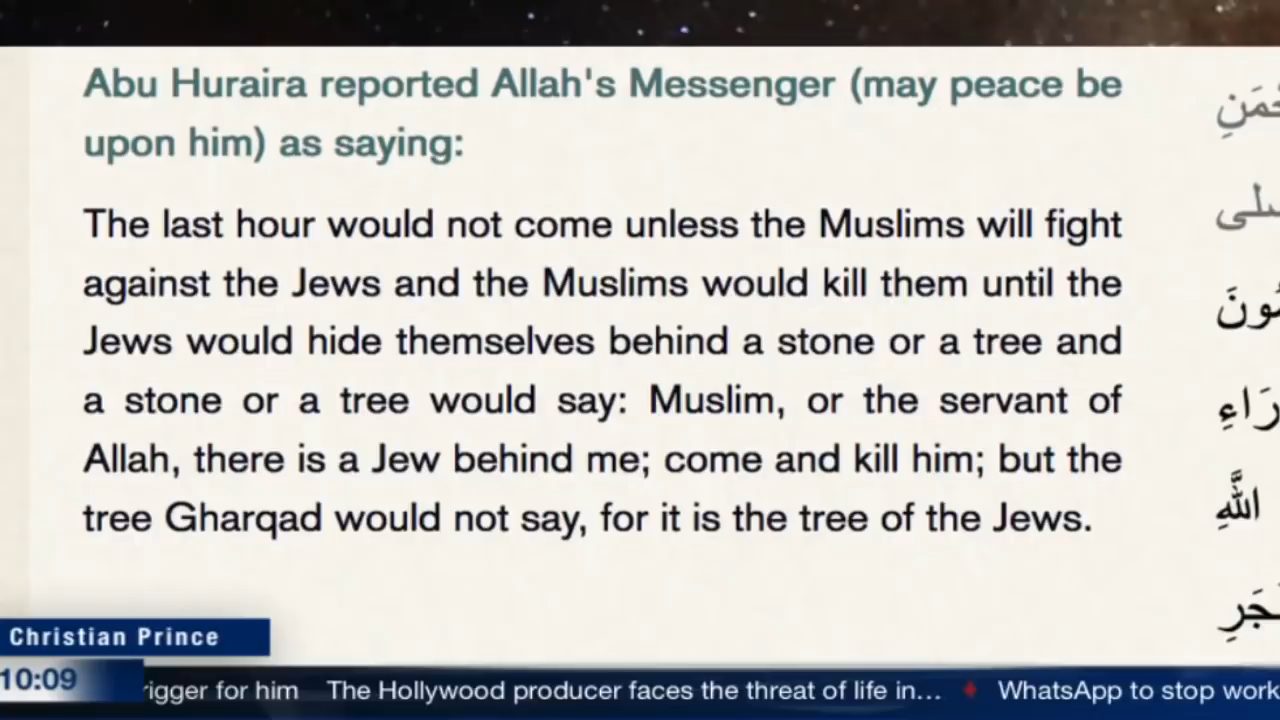 Abu Huraira reported Allah's Messenger (may peace be
upon him) as saying:
The last hour would not come unless the Muslims will fight
against the Jews and the Muslims would kill them until the
Jews would hide themselves behind a stone or a tree and
a stone or a tree would say: Muslim, or the servant of
Allah, there is a Jew behind me; come and kill him; but the
tree Gharqad would not say, for it is the tree of the Jews.
اللَّهِ
Christian Prince
10:09
rigger for him The Hollywood producer faces the threat of life in... WhatsApp to stop work